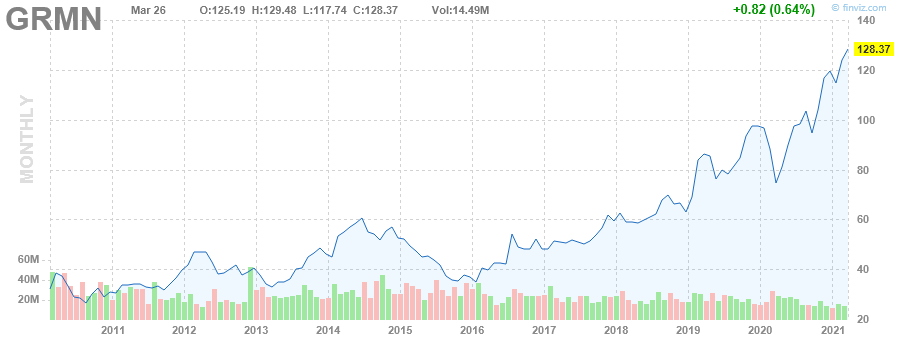 GRMN Mar 26 O:125.19 H:129.48 L:117.74 C:128.37 Vol:14.49M +0.82 (0.64%) © finviz.com
MONTHLY
140
128.37
120
100
80
60
40
20
60M
40M
20M
2011 2012 2013 2014 2015 2016 2017 2018 2019 2020 2021